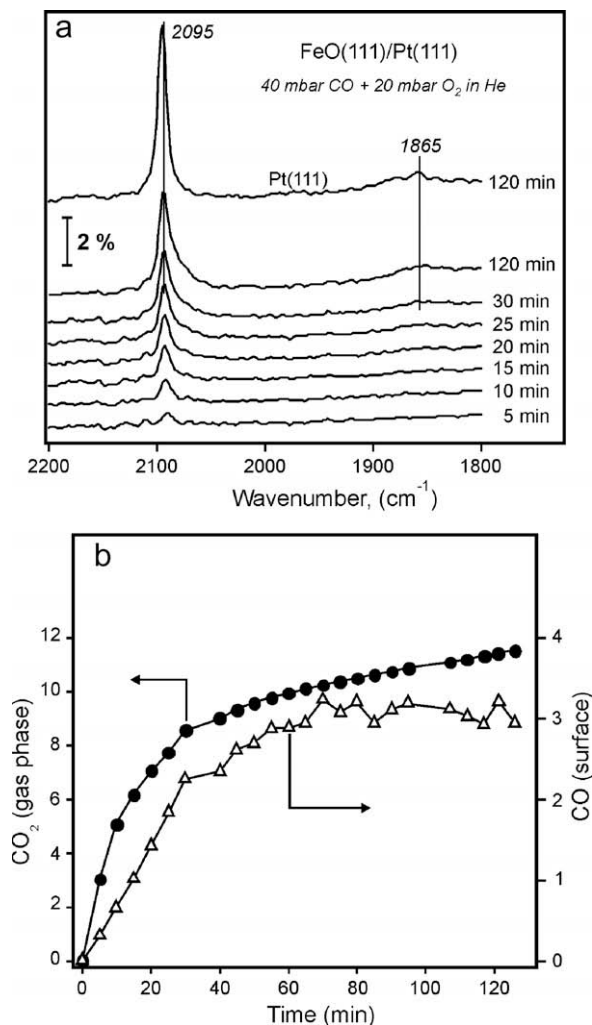 a
2095
FeO(111)/Pt(111)
40 mbar CO + 20 mbar O₂ in He
1865
Pt(111)
120 min
2 %
120 min
30 min
25 min
20 min
15 min
10 min
5 min
2200 2100 2000 1900 1800
Wavenumber, (cm⁻¹)
b
12
10
8
6
4
2
0
CO₂ (gas phase)
4
3
2
1
0
CO (surface)
0 20 40 60 80 100 120
Time (min)